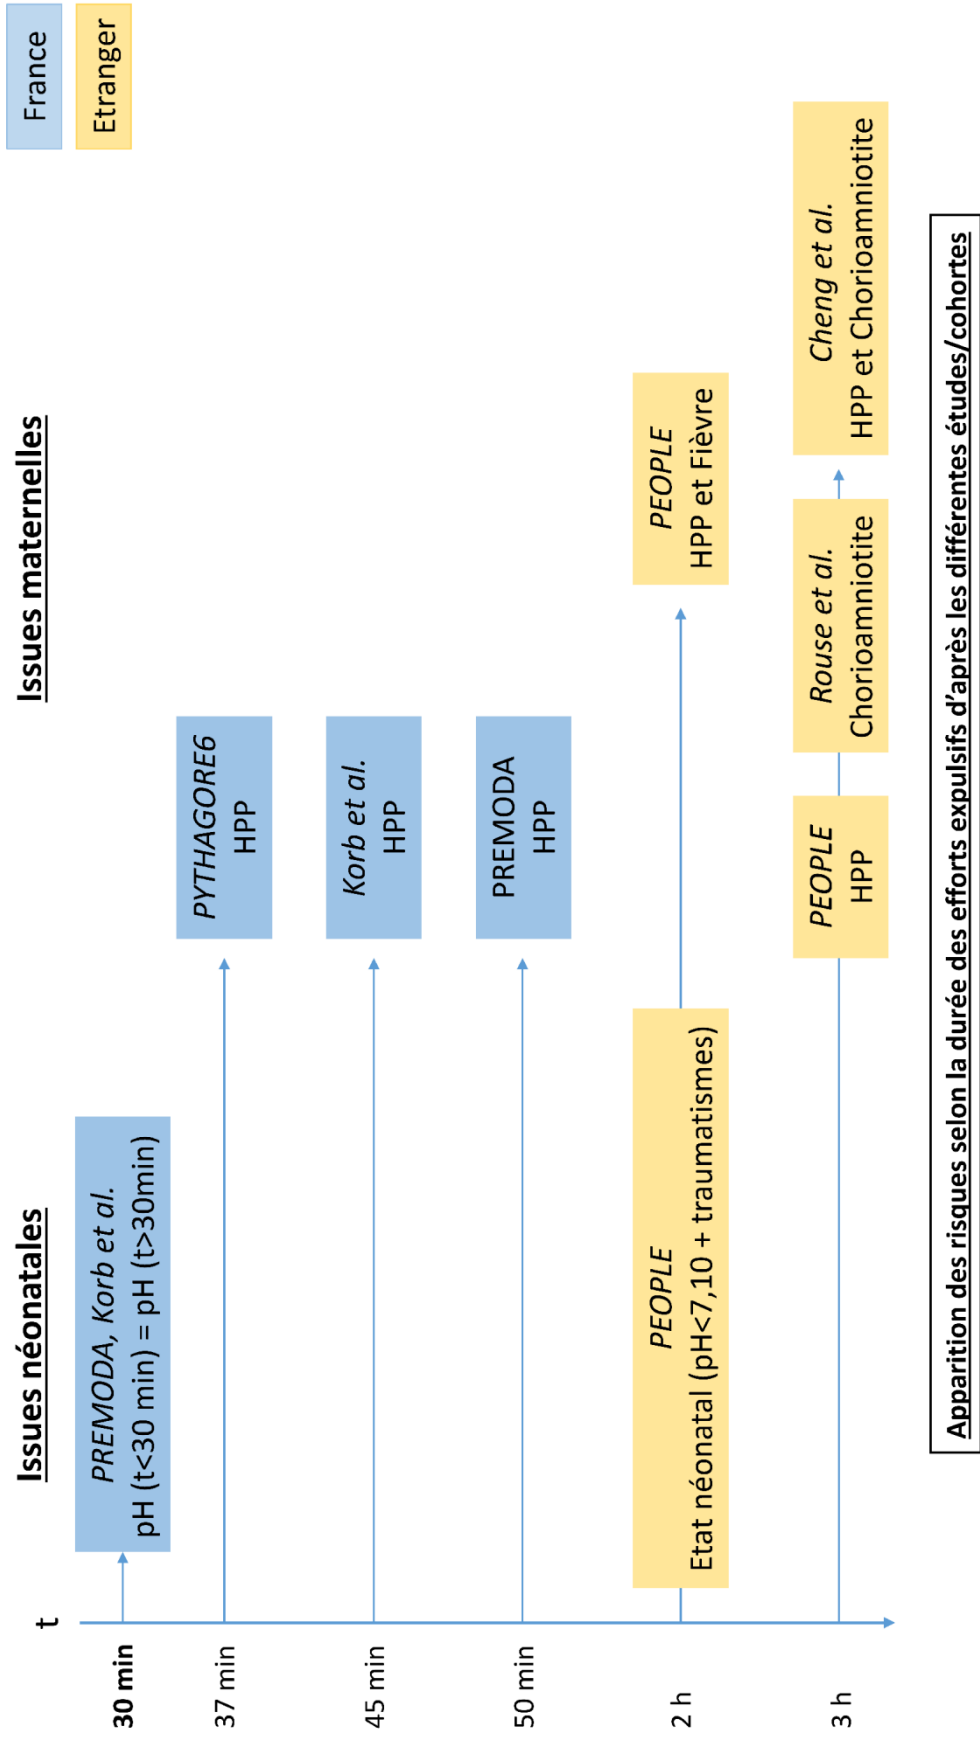 France
Etranger
Issues néonatales
Issues maternelles
t
30 min
PREMODA, Korb et al.
pH (t<30 min) = pH (t>30min)
37 min
PYTHAGORE6
HPP
45 min
Korb et al.
HPP
50 min
PREMODA
HPP
2 h
PEOPLE
Etat néonatal (pH<7,10 + traumatismes)
PEOPLE
HPP et Fièvre
3 h
PEOPLE
HPP
Rouse et al.
Chorioamniotite
Cheng et al.
HPP et Chorioamniotite
Apparition des risques selon la durée des efforts expulsifs d’après les différentes études/cohortes